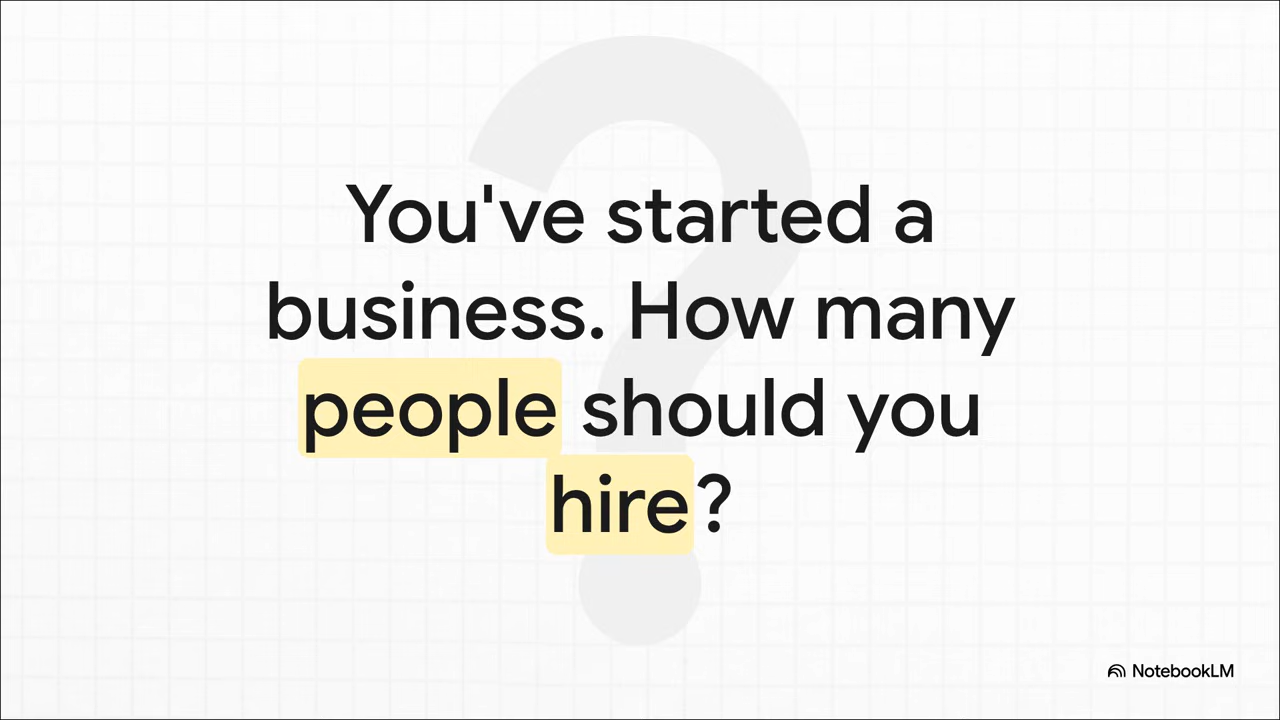 You've started a
business. How many
people should you
hire?
NotebookLM